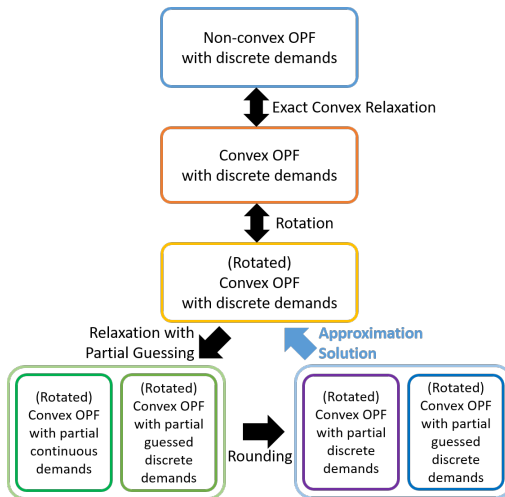 Non-convex OPF
with discrete demands
Exact Convex Relaxation
Convex OPF
with discrete demands
Rotation
(Rotated)
Convex OPF
with discrete demands
Relaxation with
Partial Guessing
Approximation
Solution
(Rotated)
Convex OPF
with partial
continuous
demands
(Rotated)
Convex OPF
with partial
guessed
discrete
demands
Rounding
(Rotated)
Convex OPF
with partial
discrete
demands
(Rotated)
Convex OPF
with partial
guessed
discrete
demands